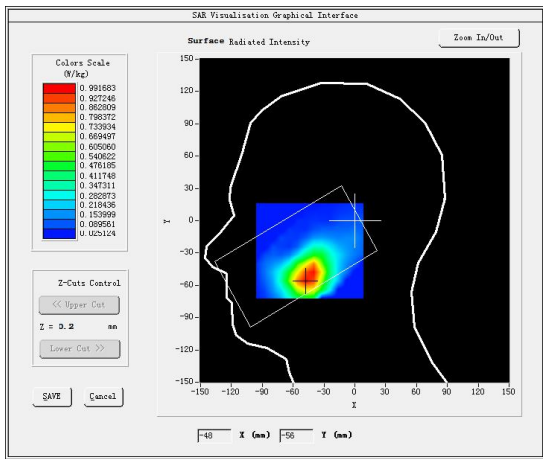 SAR Visualisation Graphical Interface
Surface Radiated Intensity
Zoom In/Out
Colors Scale
(W/kg)
0.991683
0.927246
0.862809
0.798372
0.733934
0.669497
0.605060
0.540622
0.476185
0.411748
0.347311
0.282873
0.218436
0.153999
0.089561
0.025124
Z-Cuts Control
<< Upper Cut
Z = 3.2 mm
Lower Cut >>
SAVE Cancel
150
120
90
60
30
0
-30
-60
-90
-120
-150
Y
-150 -120 -90 -60 -30 0 30 60 90 120 150
X
-48 X (mm) -56 Y (mm)